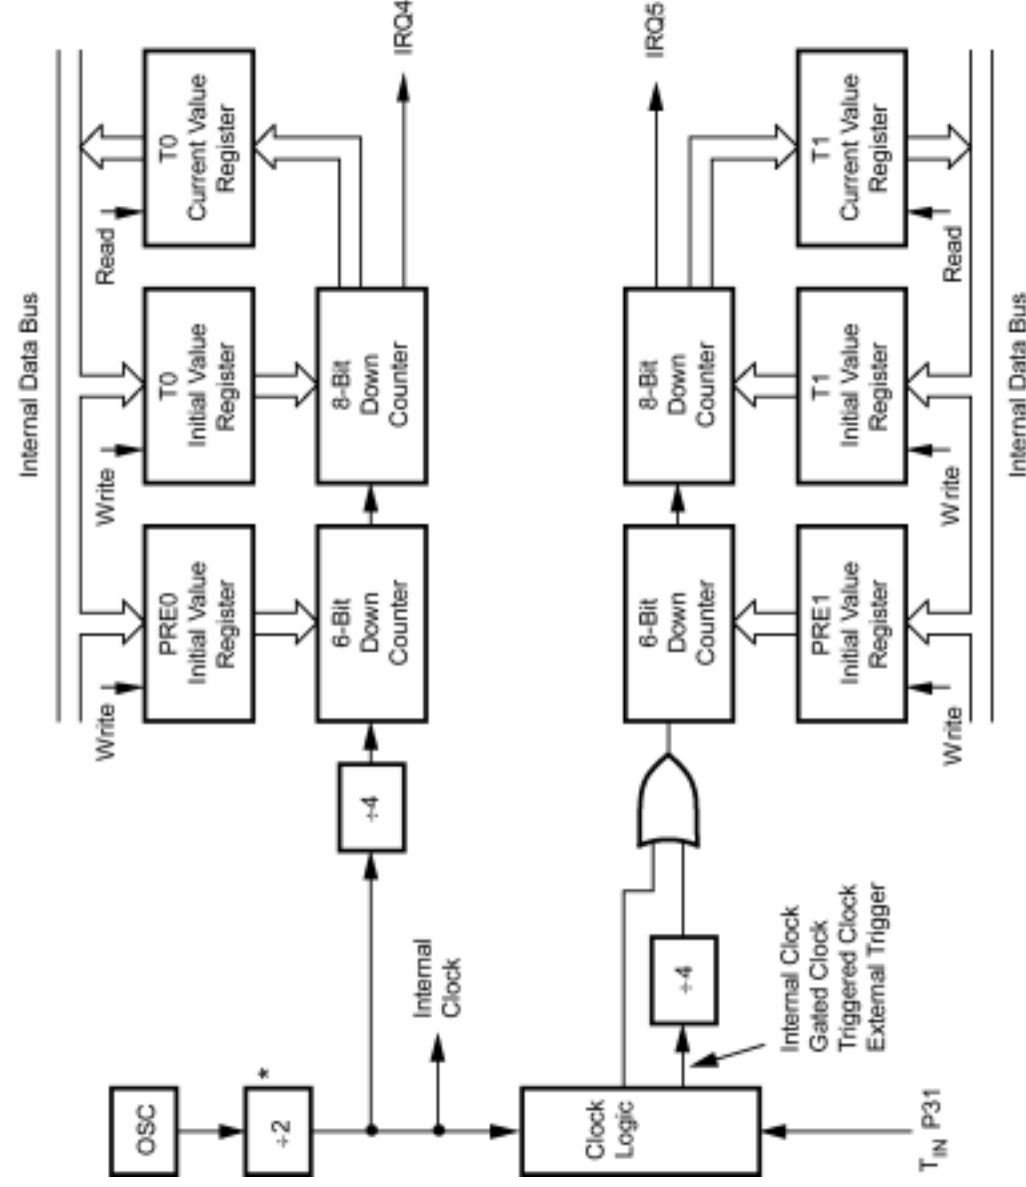 OSC
÷2
*
Internal
Clock
Clock
Logic
T_IN P31
÷4
÷4
Internal Clock
Gated Clock
Triggered Clock
External Trigger
Internal Data Bus
Write
PRE0
Initial Value
Register
Write
T0
Initial Value
Register
Read
T0
Current Value
Register
6-Bit
Down
Counter
8-Bit
Down
Counter
IRQ4
IRQ5
6-Bit
Down
Counter
8-Bit
Down
Counter
PRE1
Initial Value
Register
Write
T1
Initial Value
Register
Write
T1
Current Value
Register
Read
Internal Data Bus